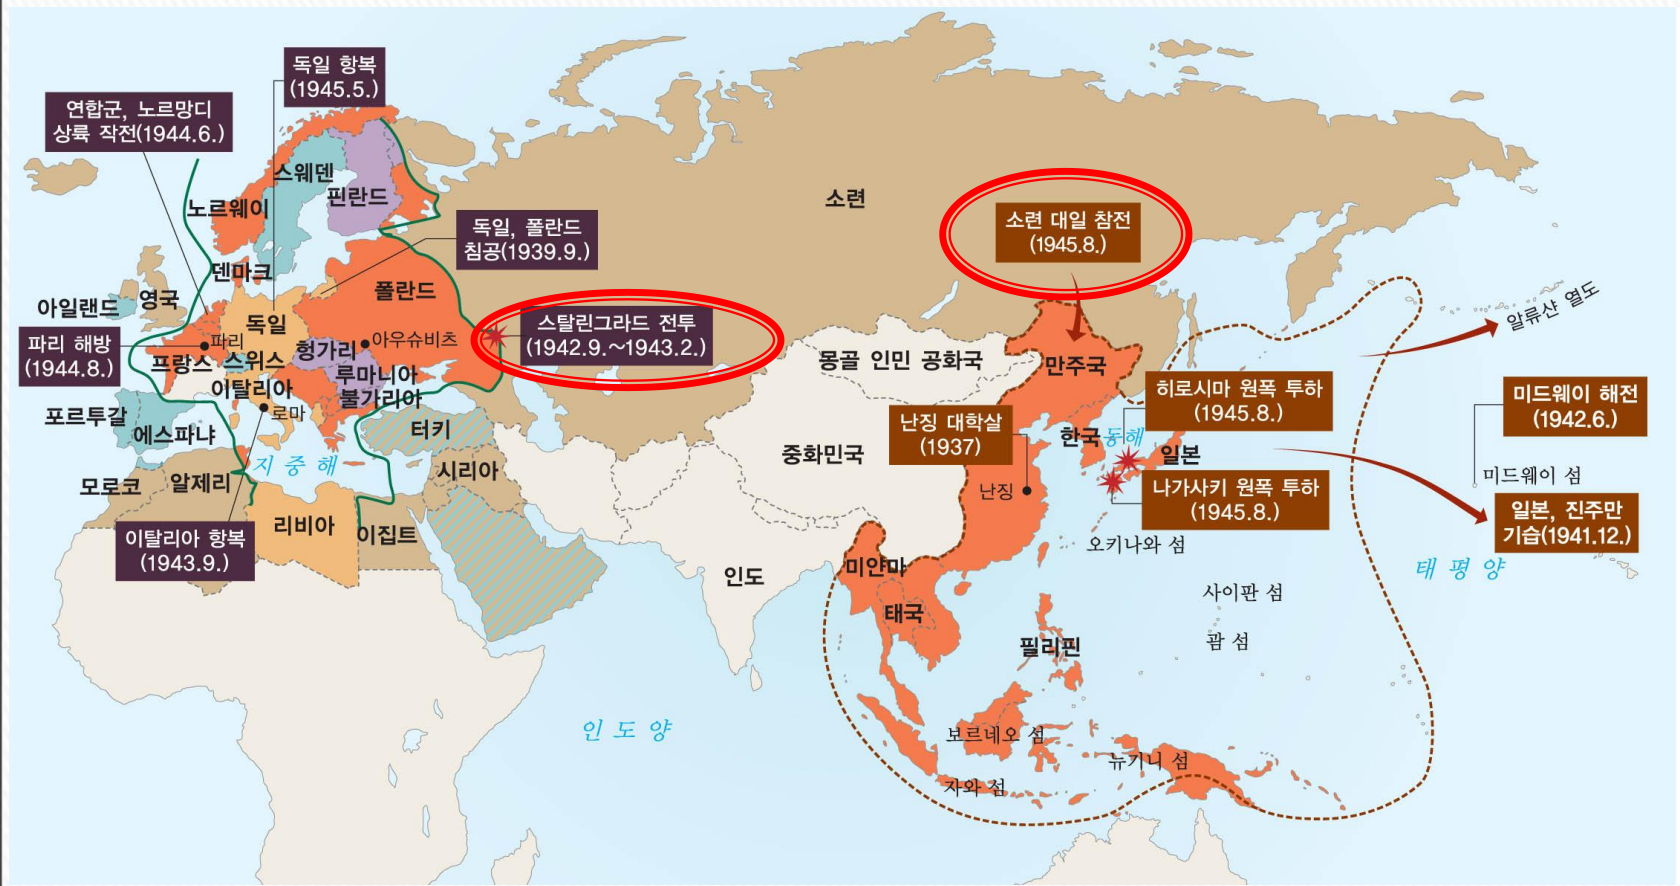 독일 항복
(1945.5.)
연합군, 노르망디
상륙 작전(1944.6.)
스웨덴
핀란드
노르웨이
소련
소련 대일 참전
(1945.8.)
독일, 폴란드
침공(1939.9.)
덴마크
폴란드
아일랜드
영국
알류샨 열도
독일
스탈린그라드 전투
(1942.9.~1943.2.)
파리 해방
(1944.8.)
파리
아우슈비츠
프랑스
스위스
헝가리
몽골 인민 공화국
만주국
루마니아
이탈리아
불가리아
로마
히로시마 원폭 투하
(1945.8.)
미드웨이 해전
(1942.6.)
포르투갈
에스파냐
터키
난징 대학살
(1937)
한국
동해
일본
중화민국
지중해
시리아
모로코
알제리
난징
나가사키 원폭 투하
(1945.8.)
미드웨이 섬
일본, 진주만
기습(1941.12.)
이탈리아 항복
(1943.9.)
리비아
이집트
오키나와 섬
미얀마
인도
태평양
사이판 섬
태국
괌 섬
필리핀
인도양
보르네오 섬
뉴기니 섬
자와 섬